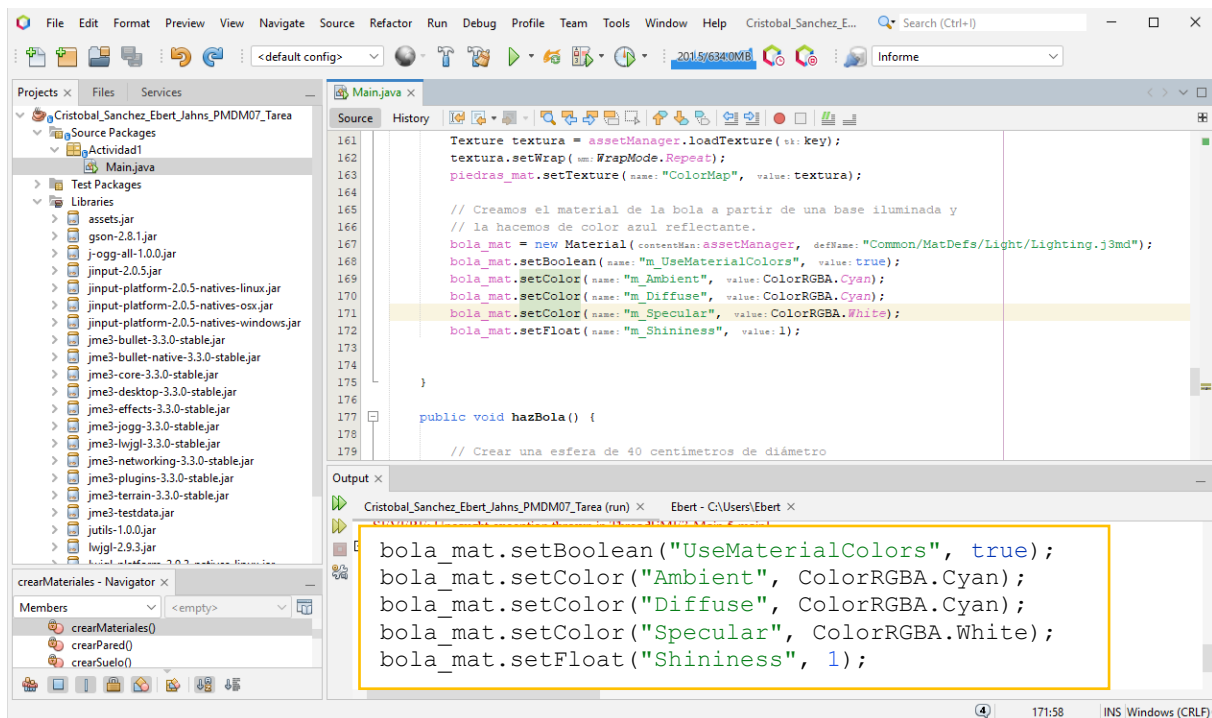 File Edit Format Preview View Navigate Source Refactor Run Debug Profile Team Tools Window Help Cristobal_Sanchez_E... Search (Ctrl+I)
<default config> 201,5/634,0MB Informe
Projects Files Services
Cristobal_Sanchez_Ebert_Jahns_PMDM07_Tarea
Source Packages
Actividad1
Main.java
Test Packages
Libraries
assets.jar
gson-2.8.1.jar
j-ogg-all-1.0.0.jar
jinput-2.0.5.jar
jinput-platform-2.0.5-natives-linux.jar
jinput-platform-2.0.5-natives-osx.jar
jinput-platform-2.0.5-natives-windows.jar
jme3-bullet-3.3.0-stable.jar
jme3-bullet-native-3.3.0-stable.jar
jme3-core-3.3.0-stable.jar
jme3-desktop-3.3.0-stable.jar
jme3-effects-3.3.0-stable.jar
jme3-jogg-3.3.0-stable.jar
jme3-lwjgl-3.3.0-stable.jar
jme3-networking-3.3.0-stable.jar
jme3-plugins-3.3.0-stable.jar
jme3-terrain-3.3.0-stable.jar
jme3-testdata.jar
jutils-1.0.0.jar
lwjgl-2.9.3.jar
crearMateriales - Navigator
Members <empty>
crearMateriales()
crearPared()
crearSuelo()
Main.java
Source History
161 Texture textura = assetManager.loadTexture( tk: key);
162 textura.setWrap( wm: WrapMode.Repeat);
163 piedras_mat.setTexture( name: "ColorMap", value: textura);
164
165 // Creamos el material de la bola a partir de una base iluminada y
166 // la hacemos de color azul reflectante.
167 bola_mat = new Material( contentMan: assetManager, defName: "Common/MatDefs/Light/Lighting.j3md");
168 bola_mat.setBoolean( name: "m_UseMaterialColors", value: true);
169 bola_mat.setColor( name: "m_Ambient", value: ColorRGBA.Cyan);
170 bola_mat.setColor( name: "m_Diffuse", value: ColorRGBA.Cyan);
171 bola_mat.setColor( name: "m_Specular", value: ColorRGBA.White);
172 bola_mat.setFloat( name: "m_Shininess", value: 1);
173
174
175 }
176
177 public void hazBola() {
178
179 // Crear una esfera de 40 centímetros de diámetro
Output
Cristobal_Sanchez_Ebert_Jahns_PMDM07_Tarea (run) Ebert - C:\Users\Ebert
bola_mat.setBoolean("UseMaterialColors", true);
bola_mat.setColor("Ambient", ColorRGBA.Cyan);
bola_mat.setColor("Diffuse", ColorRGBA.Cyan);
bola_mat.setColor("Specular", ColorRGBA.White);
bola_mat.setFloat("Shininess", 1);
4 171:58 INS Windows (CRLF)